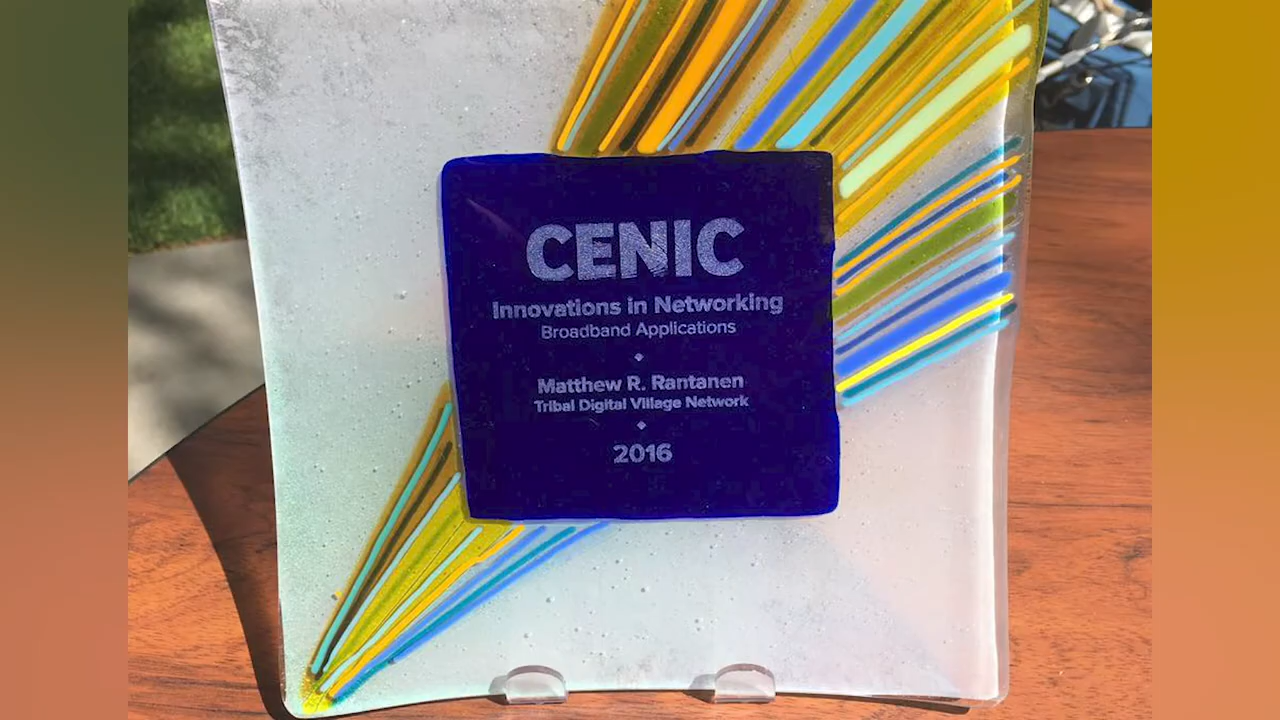 CENIC
Innovations in Networking
Broadband Applications
Matthew R. Rantanen
Tribal Digital Village Network
2016